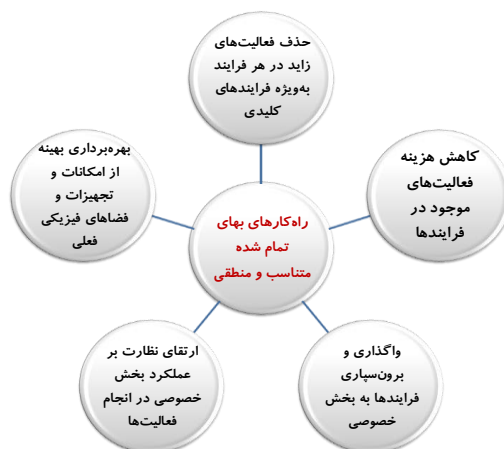 حذف فعالیت‌های
زاید در هر فرایند
به‌ویژه فرایندهای
کلیدی
کاهش هزینه
فعالیت‌های
موجود در
فرایندها
واگذاری و
برون‌سپاری
فرایندها به بخش
خصوصی
ارتقای نظارت بر
عملکرد بخش
خصوصی در انجام
فعالیت‌ها
بهره‌برداری بهینه
از امکانات و
تجهیزات و
فضاهای فیزیکی
فعلی
راه‌کارهای بهای
تمام شده
متناسب و منطقی